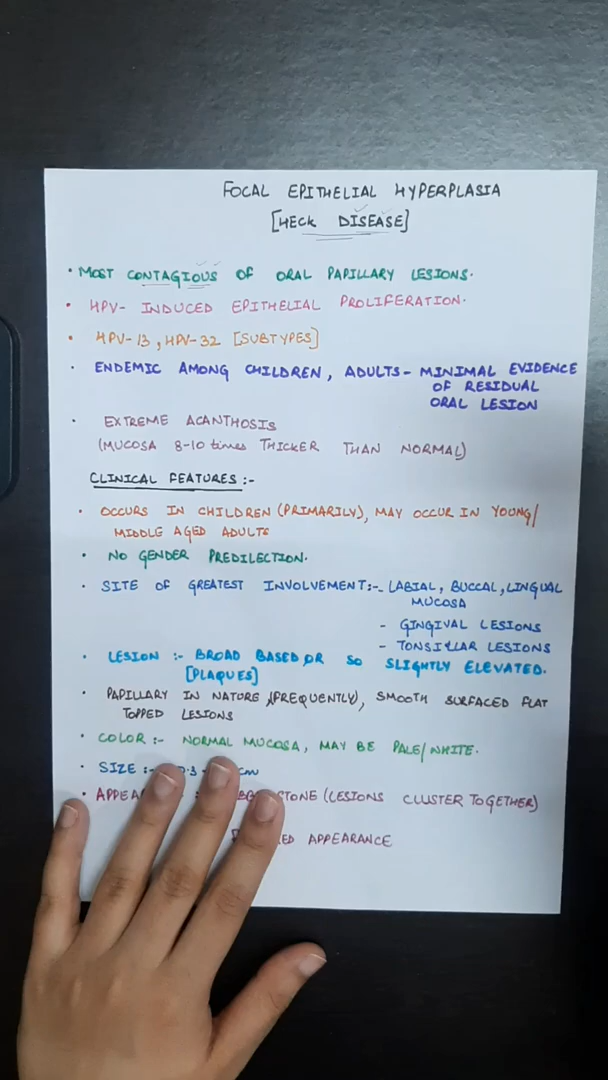 FOCAL EPITHELIAL HYPERPLASIA
[HECK DISEASE]
• MOST CONTAGIOUS OF ORAL PAPILLARY LESIONS.
• HPV- INDUCED EPITHELIAL PROLIFERATION.
• HPV-13, HPV-32 [SUBTYPES]
• ENDEMIC AMONG CHILDREN, ADULTS - MINIMAL EVIDENCE
OF RESIDUAL
ORAL LESION
• EXTREME ACANTHOSIS
(MUCOSA 8-10 times THICKER THAN NORMAL)
CLINICAL FEATURES :-
• OCCURS IN CHILDREN (PRIMARILY), MAY OCCUR IN YOUNG/
MIDDLE AGED ADULTS
• NO GENDER PREDILECTION.
• SITE OF GREATEST INVOLVEMENT :- LABIAL, BUCCAL, LINGUAL
MUCOSA
- GINGIVAL LESIONS
- TONSILLAR LESIONS
• LESION :- BROAD BASED, OR SO SLIGHTLY ELEVATED.
[PLAQUES]
• PAPILLARY IN NATURE, (FREQUENTLY), SMOOTH SURFACED FLAT
TOPPED LESIONS
• COLOR :- NORMAL MUCOSA, MAY BE PALE/WHITE.
• SIZE :- cm
• (LESIONS CLUSTER TOGETHER)
APPEARANCE